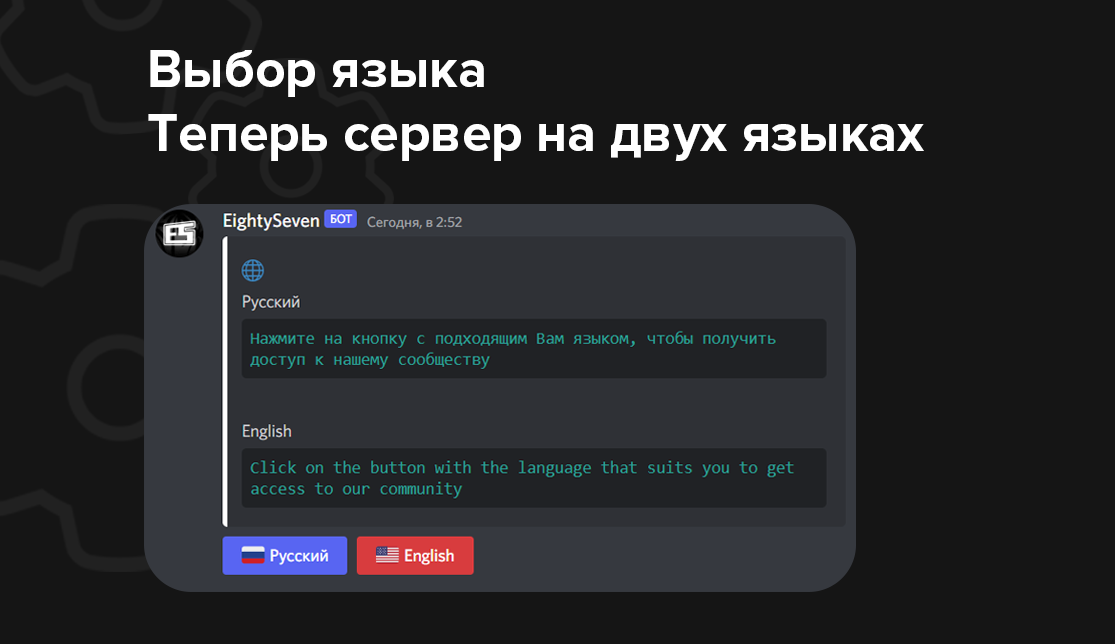 Выбор языка
Теперь сервер на двух языках
EightySeven БОТ Сегодня, в 2:52
Русский
Нажмите на кнопку с подходящим Вам языком, чтобы получить
доступ к нашему сообществу
English
Click on the button with the language that suits you to get
access to our community
Русский English